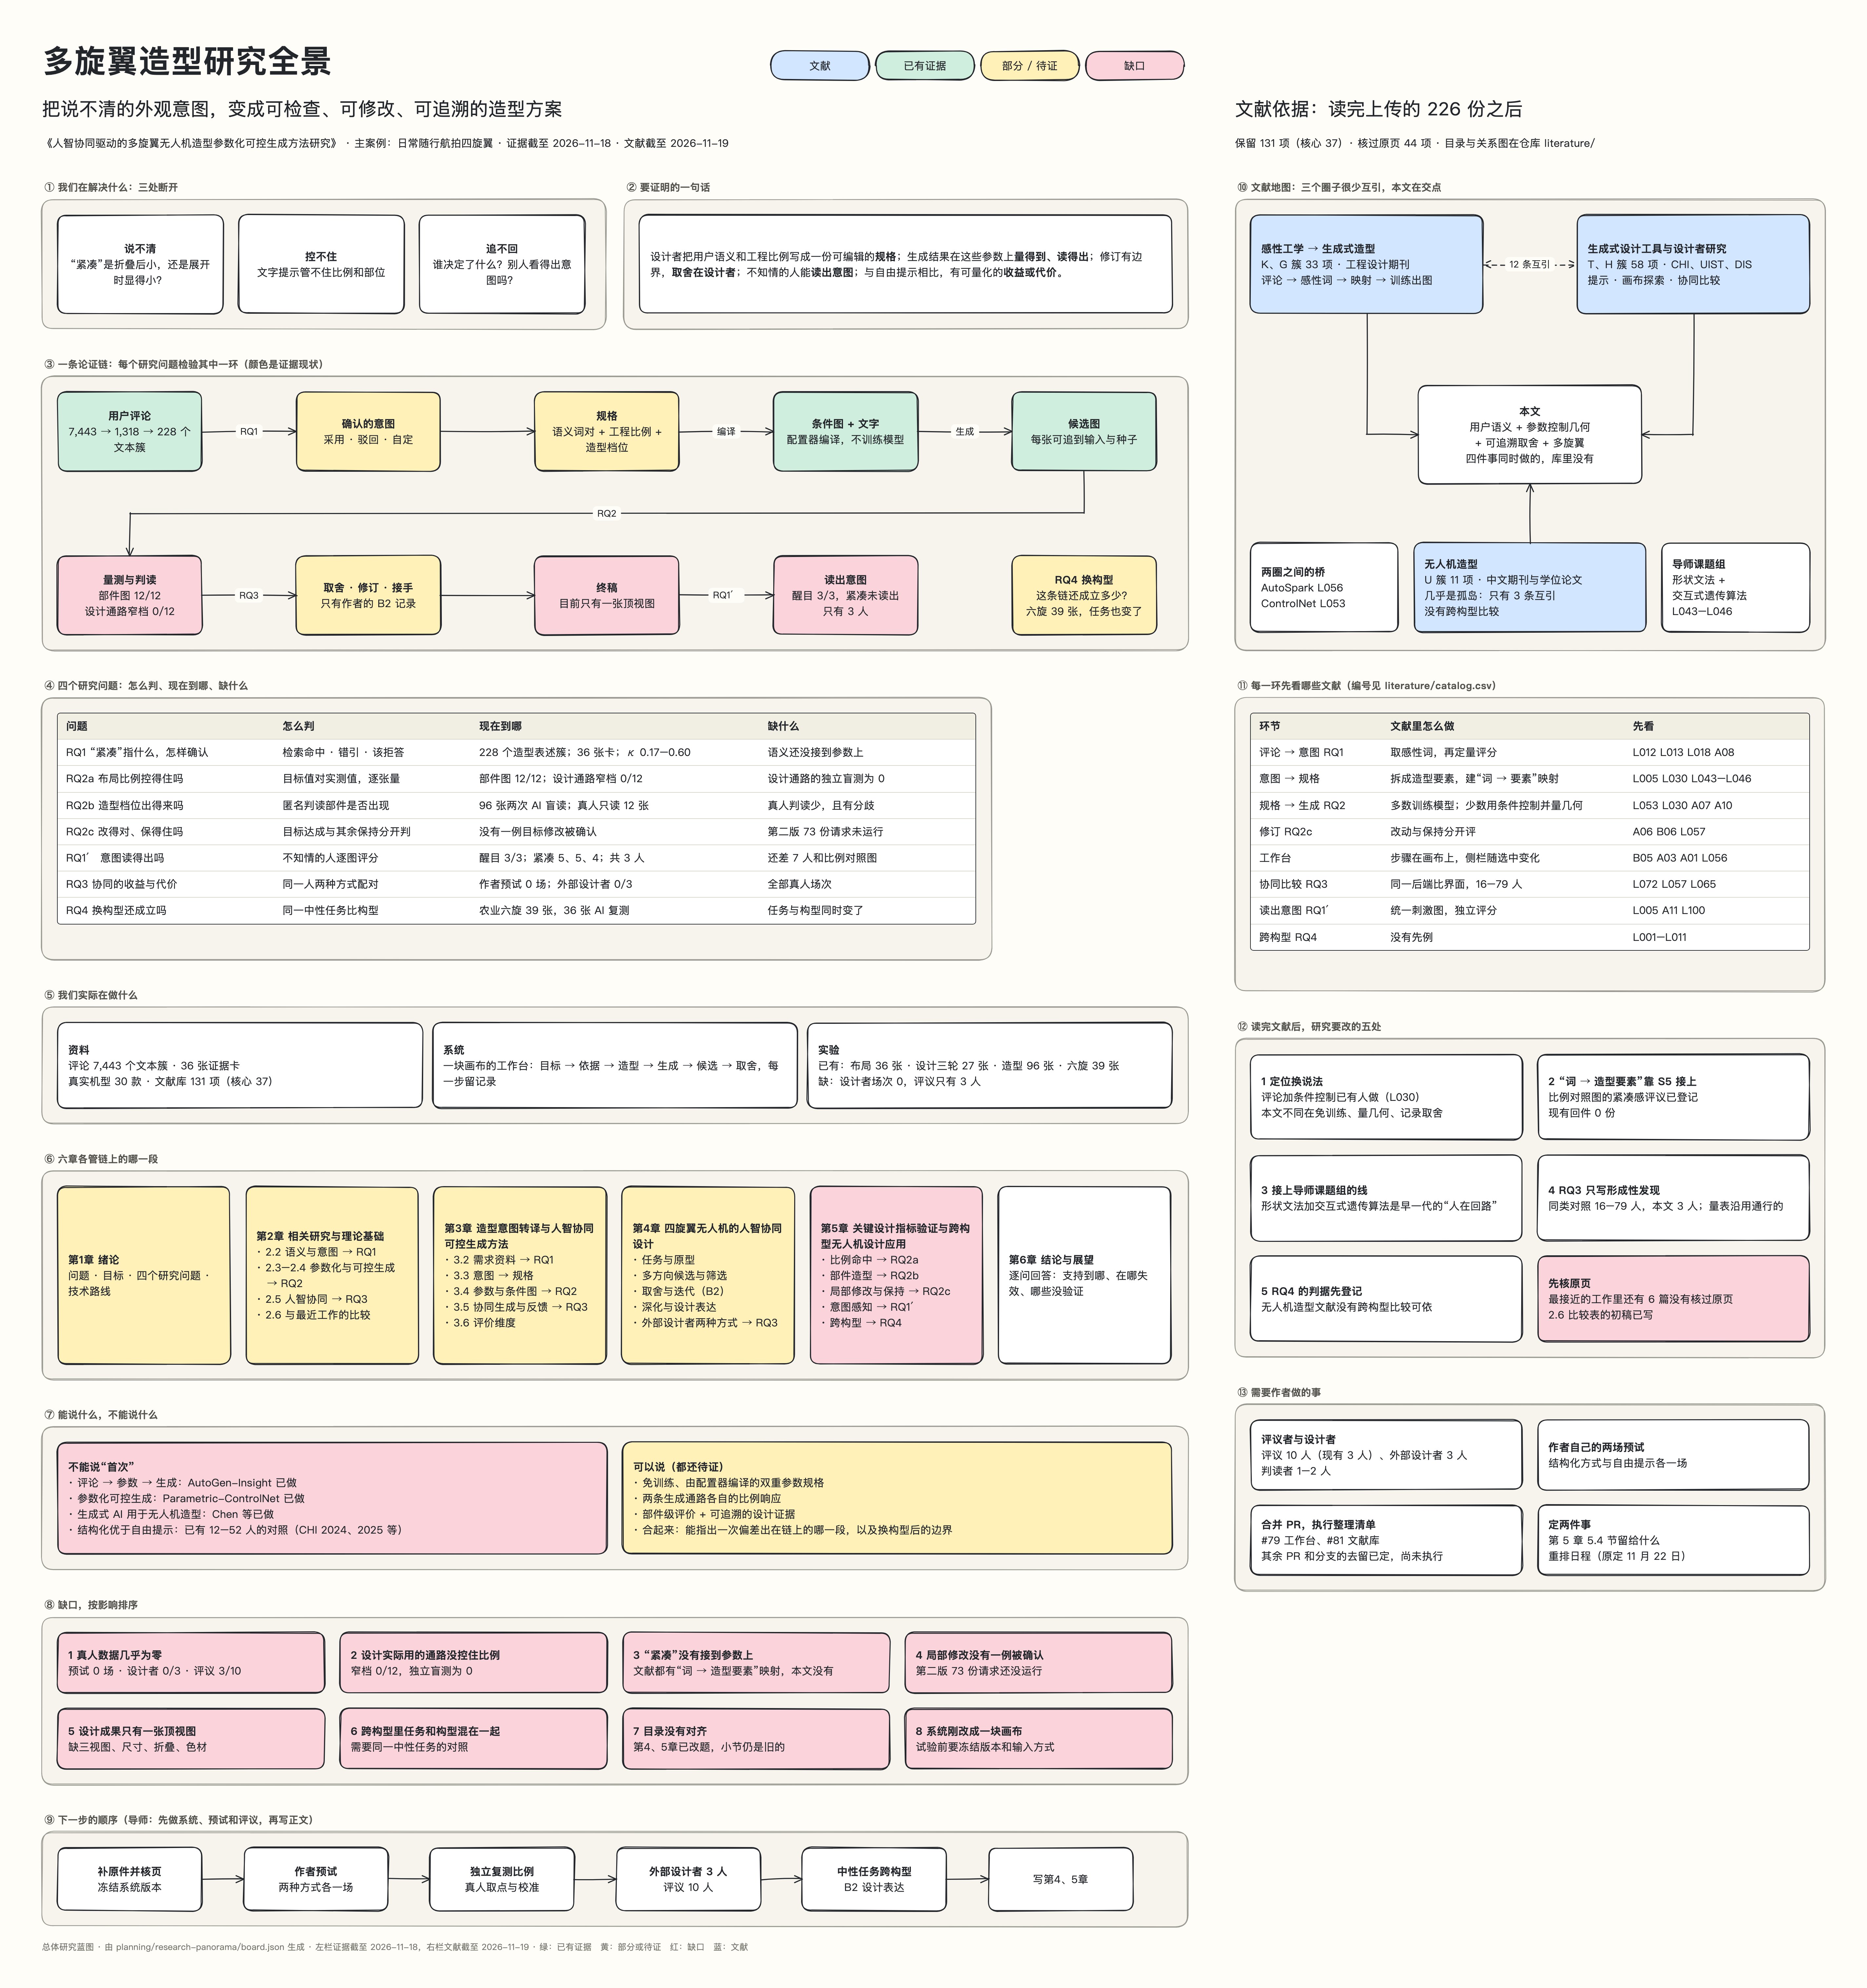 多旋翼造型研究全景
文献
已有证据
部分 / 待证
缺口
把说不清的外观意图，变成可检查、可修改、可追溯的造型方案
《人智协同驱动的多旋翼无人机造型参数化可控生成方法研究》 · 主案例：日常随行航拍四旋翼 · 证据截至 2026-11-18 · 文献截至 2026-11-19
① 我们在解决什么：三处断开
说不清
“紧凑”是折叠后小，还是展开
时显得小？
控不住
文字提示管不住比例和部位
追不回
谁决定了什么？别人看得出意
图吗？
② 要证明的一句话
设计者把用户语义和工程比例写成一份可编辑的规格；生成结果在这些参数上量得到、读得出；修订有边
界，取舍在设计者；不知情的人能读出意图；与自由提示相比，有可量化的收益或代价。
③ 一条论证链：每个研究问题检验其中一环（颜色是证据现状）
用户评论
7,443 → 1,318 → 228 个
文本簇
RQ1
确认的意图
采用 · 驳回 · 自定
规格
语义词对 + 工程比例 +
造型档位
编译
条件图 + 文字
配置器编译，不训练模型
生成
候选图
每张可追到输入与种子
RQ2
量测与判读
部件图 12/12
设计通路窄档 0/12
RQ3
取舍 · 修订 · 接手
只有作者的 B2 记录
终稿
目前只有一张顶视图
RQ1′
读出意图
醒目 3/3，紧凑未读出
只有 3 人
RQ4 换构型
这条链还成立多少？
六旋 39 张，任务也变了
④ 四个研究问题：怎么判、现在到哪、缺什么
问题 怎么判 现在到哪 缺什么
RQ1 “紧凑”指什么，怎样确认 检索命中 · 错引 · 该拒答 228 个造型表述簇；36 张卡；κ 0.17—0.60 语义还没接到参数上
RQ2a 布局比例控得住吗 目标值对实测值，逐张量 部件图 12/12；设计通路窄档 0/12 设计通路的独立盲测为 0
RQ2b 造型档位出得来吗 匿名判读部件是否出现 96 张两次 AI 盲读；真人只读 12 张 真人判读少，且有分歧
RQ2c 改得对、保得住吗 目标达成与其余保持分开判 没有一例目标修改被确认 第二版 73 份请求未运行
RQ1′ 意图读得出吗 不知情的人逐图评分 醒目 3/3；紧凑 5、5、4；共 3 人 还差 7 人和比例对照图
RQ3 协同的收益与代价 同一人两种方式配对 作者预试 0 场；外部设计者 0/3 全部真人场次
RQ4 换构型还成立吗 同一中性任务比构型 农业六旋 39 张，36 张 AI 复测 任务与构型同时变了
⑤ 我们实际在做什么
资料
评论 7,443 个文本簇 · 36 张证据卡
真实机型 30 款 · 文献库 131 项（核心 37）
系统
一块画布的工作台：目标 → 依据 → 造型 → 生成 → 候选 → 取舍，每
一步留记录
实验
已有：布局 36 张 · 设计三轮 27 张 · 造型 96 张 · 六旋 39 张
缺：设计者场次 0，评议只有 3 人
⑥ 六章各管链上的哪一段
第1章 绪论
问题 · 目标 · 四个研究问题 ·
技术路线
第2章 相关研究与理论基础
· 2.2 语义与意图 → RQ1
· 2.3—2.4 参数化与可控生成
→ RQ2
· 2.5 人智协同 → RQ3
· 2.6 与最近工作的比较
第3章 造型意图转译与人智协同
可控生成方法
· 3.2 需求资料 → RQ1
· 3.3 意图 → 规格
· 3.4 参数与条件图 → RQ2
· 3.5 协同生成与反馈 → RQ3
· 3.6 评价维度
第4章 四旋翼无人机的人智协同
设计
· 任务与原型
· 多方向候选与筛选
· 取舍与迭代（B2）
· 深化与设计表达
· 外部设计者两种方式 → RQ3
第5章 关键设计指标验证与跨构
型无人机设计应用
· 比例命中 → RQ2a
· 部件造型 → RQ2b
· 局部修改与保持 → RQ2c
· 意图感知 → RQ1′
· 跨构型 → RQ4
第6章 结论与展望
逐问回答：支持到哪、在哪失
效、哪些没验证
⑦ 能说什么，不能说什么
不能说“首次”
· 评论 → 参数 → 生成：AutoGen-Insight 已做
· 参数化可控生成：Parametric-ControlNet 已做
· 生成式 AI 用于无人机造型：Chen 等已做
· 结构化优于自由提示：已有 12—52 人的对照（CHI 2024、2025 等）
可以说（都还待证）
· 免训练、由配置器编译的双重参数规格
· 两条生成通路各自的比例响应
· 部件级评价 + 可追溯的设计证据
· 合起来：能指出一次偏差出在链上的哪一段，以及换构型后的边界
⑧ 缺口，按影响排序
1 真人数据几乎为零
预试 0 场 · 设计者 0/3 · 评议 3/10
2 设计实际用的通路没控住比例
窄档 0/12，独立盲测为 0
3 “紧凑”没有接到参数上
文献都有“词 → 造型要素”映射，本文没有
4 局部修改没有一例被确认
第二版 73 份请求还没运行
5 设计成果只有一张顶视图
缺三视图、尺寸、折叠、色材
6 跨构型里任务和构型混在一起
需要同一中性任务的对照
7 目录没有对齐
第4、5章已改题，小节仍是旧的
8 系统刚改成一块画布
试验前要冻结版本和输入方式
⑨ 下一步的顺序（导师：先做系统、预试和评议，再写正文）
补原件并核页
冻结系统版本
作者预试
两种方式各一场
独立复测比例
真人取点与校准
外部设计者 3 人
评议 10 人
中性任务跨构型
B2 设计表达
写第4、5章
总体研究蓝图 · 由 planning/research-panorama/board.json 生成 · 左栏证据截至 2026-11-18，右栏文献截至 2026-11-19 · 绿：已有证据 黄：部分或待证 红：缺口 蓝：文献
文献依据：读完上传的 226 份之后
保留 131 项（核心 37）· 核过原页 44 项 · 目录与关系图在仓库 literature/
⑩ 文献地图：三个圈子很少互引，本文在交点
感性工学 → 生成式造型
K、G 簇 33 项 · 工程设计期刊
评论 → 感性词 → 映射 → 训练出图
12 条互引
生成式设计工具与设计者研究
T、H 簇 58 项 · CHI、UIST、DIS
提示 · 画布探索 · 协同比较
本文
用户语义 + 参数控制几何
+ 可追溯取舍 + 多旋翼
四件事同时做的，库里没有
两圈之间的桥
AutoSpark L056
ControlNet L053
无人机造型
U 簇 11 项 · 中文期刊与学位论文
几乎是孤岛：只有 3 条互引
没有跨构型比较
导师课题组
形状文法 +
交互式遗传算法
L043—L046
⑪ 每一环先看哪些文献（编号见 literature/catalog.csv）
环节 文献里怎么做 先看
评论 → 意图 RQ1 取感性词，再定量评分 L012 L013 L018 A08
意图 → 规格 拆成造型要素，建“词 → 要素”映射 L005 L030 L043—L046
规格 → 生成 RQ2 多数训练模型；少数用条件控制并量几何 L053 L030 A07 A10
修订 RQ2c 改动与保持分开评 A06 B06 L057
工作台 步骤在画布上，侧栏随选中变化 B05 A03 A01 L056
协同比较 RQ3 同一后端比界面，16—79 人 L072 L057 L065
读出意图 RQ1′ 统一刺激图，独立评分 L005 A11 L100
跨构型 RQ4 没有先例 L001—L011
⑫ 读完文献后，研究要改的五处
1 定位换说法
评论加条件控制已有人做（L030）
本文不同在免训练、量几何、记录取舍
2 “词 → 造型要素”靠 S5 接上
比例对照图的紧凑感评议已登记
现有回件 0 份
3 接上导师课题组的线
形状文法加交互式遗传算法是早一代的“人在回路”
4 RQ3 只写形成性发现
同类对照 16—79 人，本文 3 人；量表沿用通行的
5 RQ4 的判据先登记
无人机造型文献没有跨构型比较可依
先核原页
最接近的工作里还有 6 篇没有核过原页
2.6 比较表的初稿已写
⑬ 需要作者做的事
评议者与设计者
评议 10 人（现有 3 人）、外部设计者 3 人
判读者 1—2 人
作者自己的两场预试
结构化方式与自由提示各一场
合并 PR，执行整理清单
#79 工作台、#81 文献库
其余 PR 和分支的去留已定，尚未执行
定两件事
第 5 章 5.4 节留给什么
重排日程（原定 11 月 22 日）